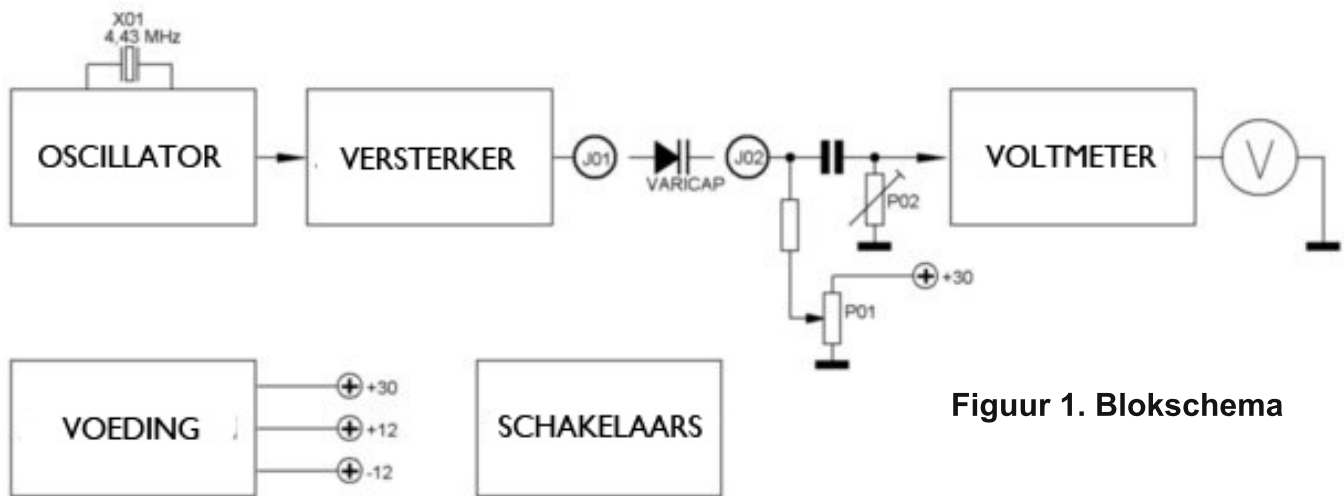 X01
4,43 MHz
OSCILLATOR
VERSTERKER
J01
VARICAP
J02
P02
VOLTMETER
V
+30
P01
VOEDING
+30
+12
-12
SCHAKELAARS
Figuur 1. Blokschema